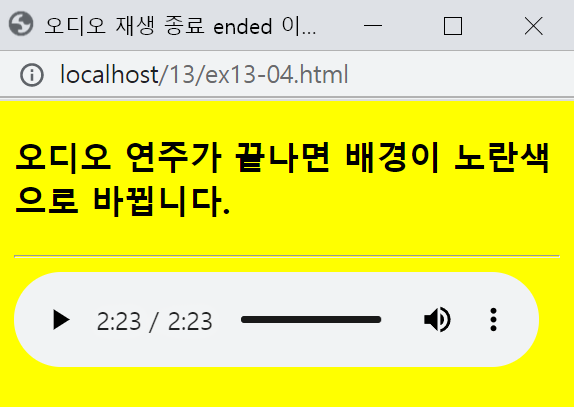 오디오 재생 종료 ended 이...
localhost/13/ex13-04.html
오디오 연주가 끝나면 배경이 노란색
으로 바뀝니다.
2:23 / 2:23